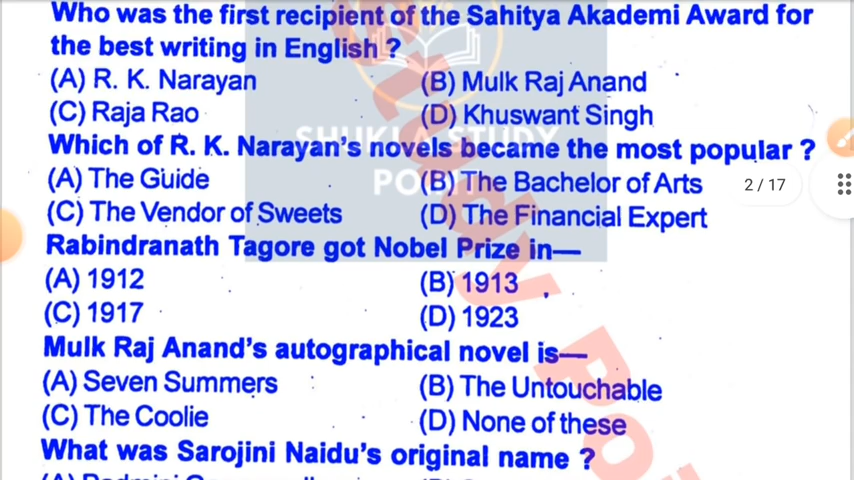 Who was the first recipient of the Sahitya Akademi Award for
the best writing in English ?
(A) R. K. Narayan (B) Mulk Raj Anand
(C) Raja Rao (D) Khuswant Singh
Which of R. K. Narayan's novels became the most popular ?
(A) The Guide (B) The Bachelor of Arts
2 / 17
(C) The Vendor of Sweets (D) The Financial Expert
Rabindranath Tagore got Nobel Prize in—
(A) 1912 (B) 1913
(C) 1917 (D) 1923
Mulk Raj Anand's autographical novel is—
(A) Seven Summers (B) The Untouchable
(C) The Coolie (D) None of these
What was Sarojini Naidu's original name ?
SHUKLA STUDY
POINT